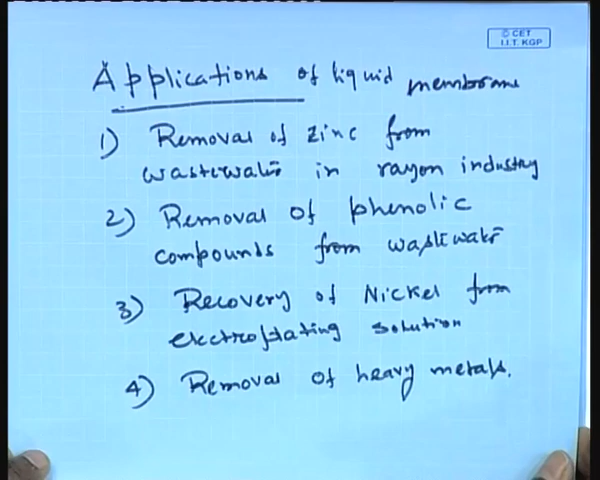 © CET
I.I.T. KGP
Applications of liquid membrane
1) Removal of zinc from
wastewater in rayon industry
2) Removal of phenolic
compounds from wastewater
3) Recovery of Nickel from
electroplating solution
4) Removal of heavy metals.